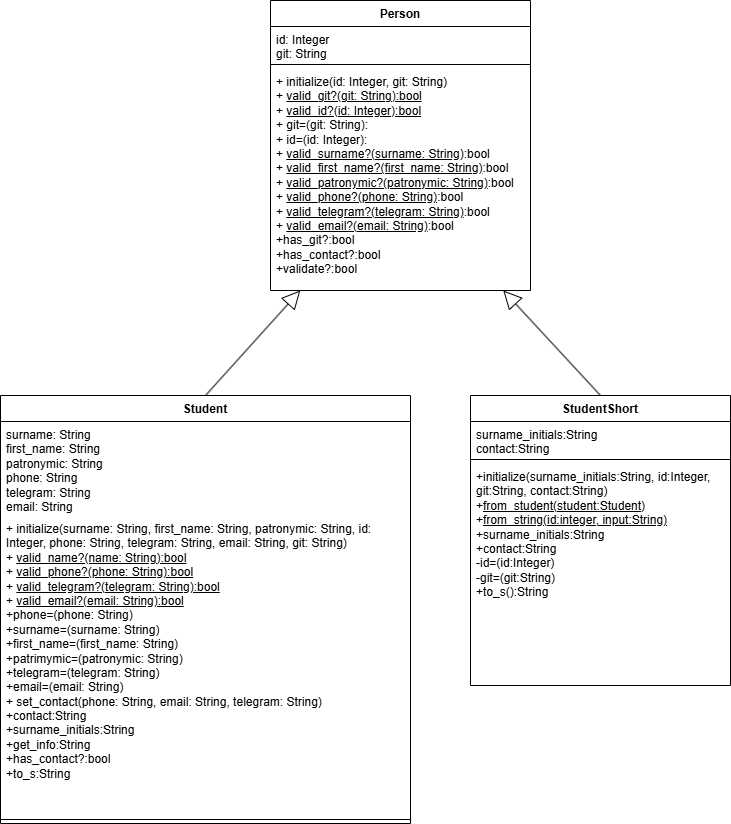 Person
id: Integer
git: String
+ initialize(id: Integer, git: String)
+ valid_git?(git: String):bool
+ valid_id?(id: Integer):bool
+ git=(git: String):
+ id=(id: Integer):
+ valid_surname?(surname: String):bool
+ valid_first_name?(first_name: String):bool
+ valid_patronymic?(patronymic: String):bool
+ valid_phone?(phone: String):bool
+ valid_telegram?(telegram: String):bool
+ valid_email?(email: String):bool
+has_git?:bool
+has_contact?:bool
+validate?:bool
Student
surname: String
first_name: String
patronymic: String
phone: String
telegram: String
email: String
+ initialize(surname: String, first_name: String, patronymic: String, id:
Integer, phone: String, telegram: String, email: String, git: String)
+ valid_name?(name: String):bool
+ valid_phone?(phone: String):bool
+ valid_telegram?(telegram: String):bool
+ valid_email?(email: String):bool
+phone=(phone: String)
+surname=(surname: String)
+first_name=(first_name: String)
+patrimymic=(patronymic: String)
+telegram=(telegram: String)
+email=(email: String)
+ set_contact(phone: String, email: String, telegram: String)
+contact:String
+surname_initials:String
+get_info:String
+has_contact?:bool
+to_s:String
StudentShort
surname_initials:String
contact:String
+initialize(surname_initials:String, id:Integer,
git:String, contact:String)
+from_student(student:Student)
+from_string(id:integer, input:String)
+surname_initials:String
+contact:String
-id=(id:Integer)
-git=(git:String)
+to_s():String